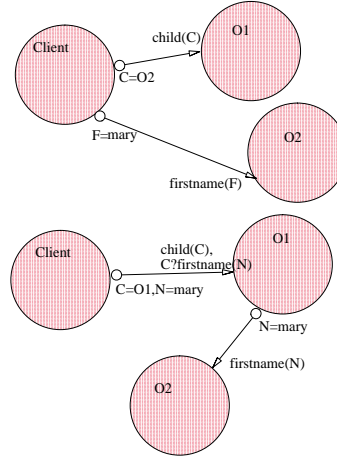 child(C)
O1
Client
C=O2
F=mary
O2
firstname(F)
child(C),
C?firstname(N)
O1
Client
C=O1,N=mary
N=mary
firstname(N)
O2